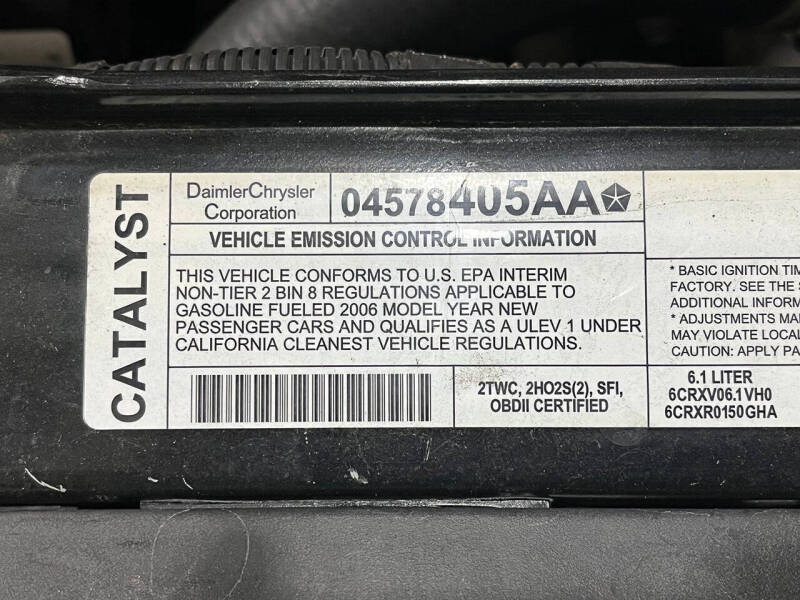 CATALYST
DaimlerChrysler
Corporation
04578405AA
VEHICLE EMISSION CONTROL INFORMATION
THIS VEHICLE CONFORMS TO U.S. EPA INTERIM
NON-TIER 2 BIN 8 REGULATIONS APPLICABLE TO
GASOLINE FUELED 2006 MODEL YEAR NEW
PASSENGER CARS AND QUALIFIES AS A ULEV 1 UNDER
CALIFORNIA CLEANEST VEHICLE REGULATIONS.
2TWC, 2HO2S(2), SFI,
OBDII CERTIFIED
* BASIC IGNITION
FACTORY. SEE THE
ADDITIONAL
* ADJUSTMENTS
MAY VIOLATE
CAUTION: APPLY
6.1 LITER
6CRXV06.1VH0
6CRXR0150GHA